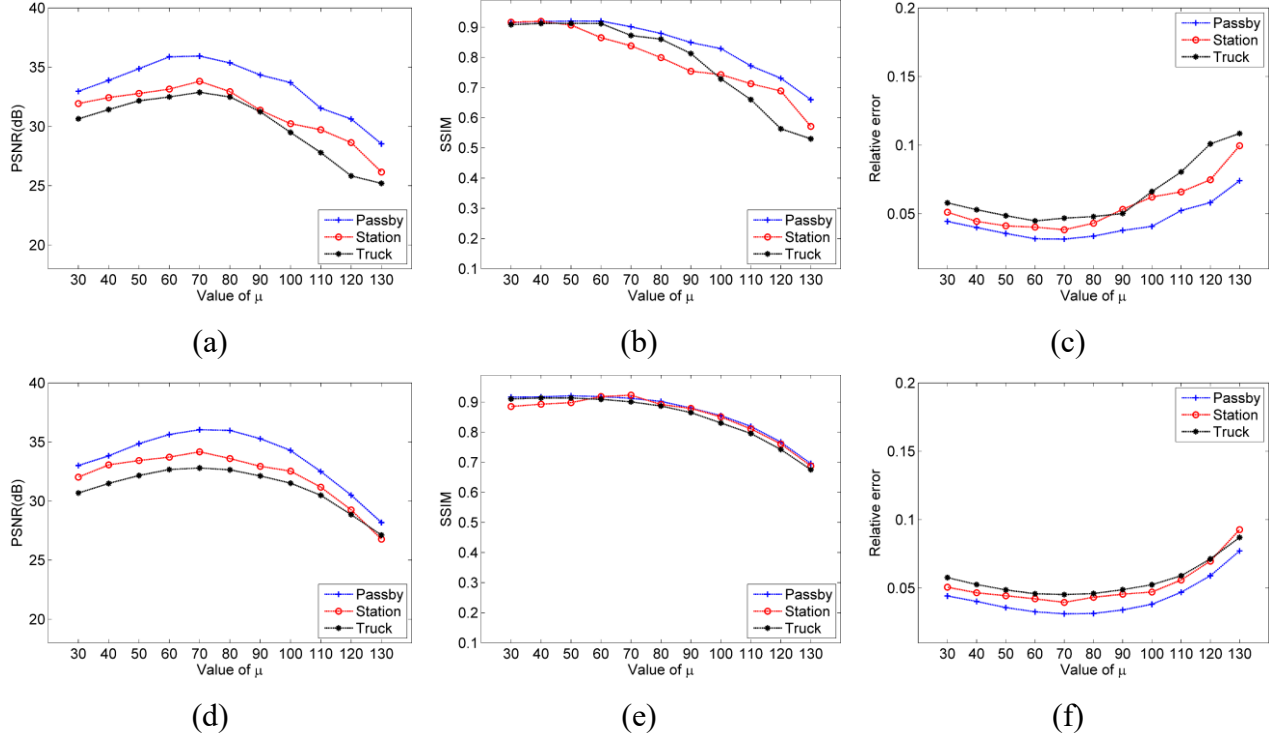 40
35
30
25
20
PSNR(dB)
Passby
Station
Truck
30 40 50 60 70 80 90 100 110 120 130
Value of μ
(a)
0.9
0.8
0.7
0.6
0.5
0.4
0.3
0.2
0.1
SSIM
Passby
Station
Truck
30 40 50 60 70 80 90 100 110 120 130
Value of μ
(b)
0.2
0.15
0.1
0.05
Relative error
Passby
Station
Truck
30 40 50 60 70 80 90 100 110 120 130
Value of μ
(c)
40
35
30
25
20
PSNR(dB)
Passby
Station
Truck
30 40 50 60 70 80 90 100 110 120 130
Value of μ
(d)
0.9
0.8
0.7
0.6
0.5
0.4
0.3
0.2
0.1
SSIM
Passby
Station
Truck
30 40 50 60 70 80 90 100 110 120 130
Value of μ
(e)
0.2
0.15
0.1
0.05
Relative error
Passby
Station
Truck
30 40 50 60 70 80 90 100 110 120 130
Value of μ
(f)